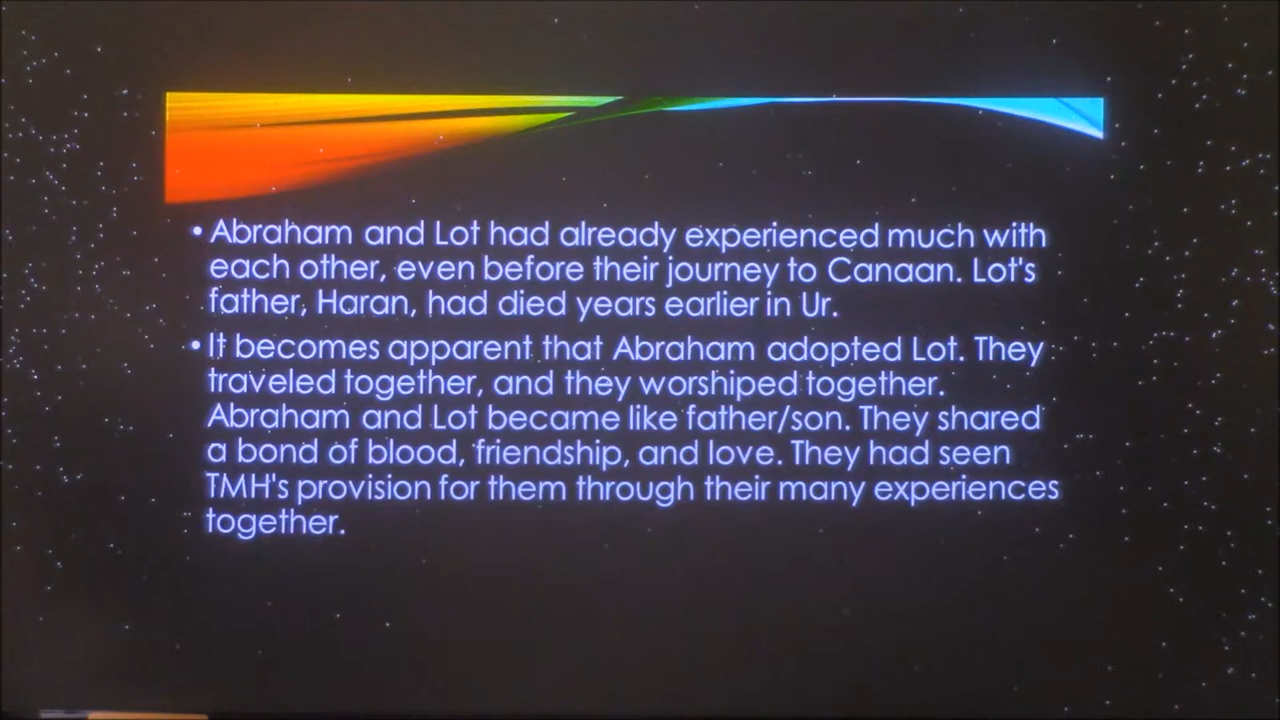 • Abraham and Lot had already experienced much with
each other, even before their journey to Canaan. Lot's
father, Haran, had died years earlier in Ur.
• It becomes apparent that Abraham adopted Lot. They
traveled together, and they worshiped together.
Abraham and Lot became like father/son. They shared
a bond of blood, friendship, and love. They had seen
TMH's provision for them through their many experiences
together.